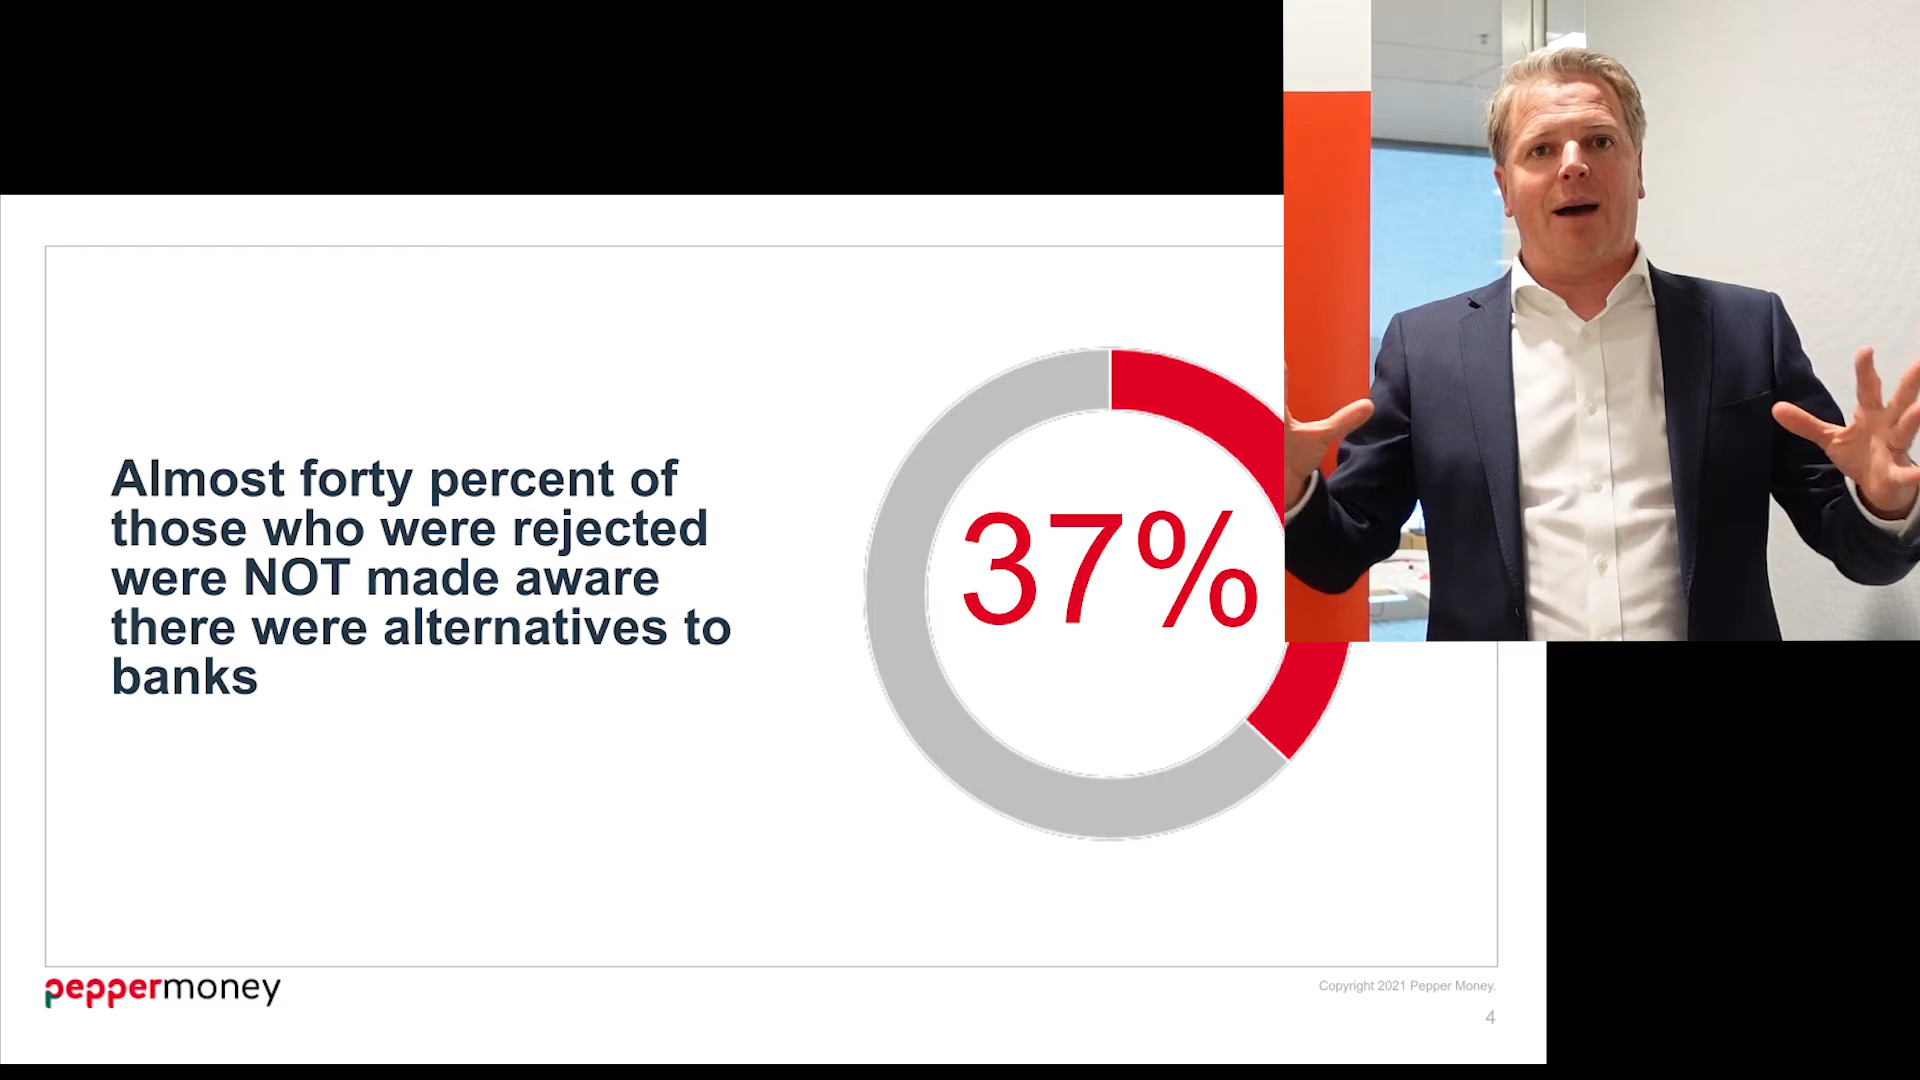 Almost forty percent of
those who were rejected
were NOT made aware
there were alternatives to
banks
37%
peppermoney
Copyright 2021 Pepper Money.
4